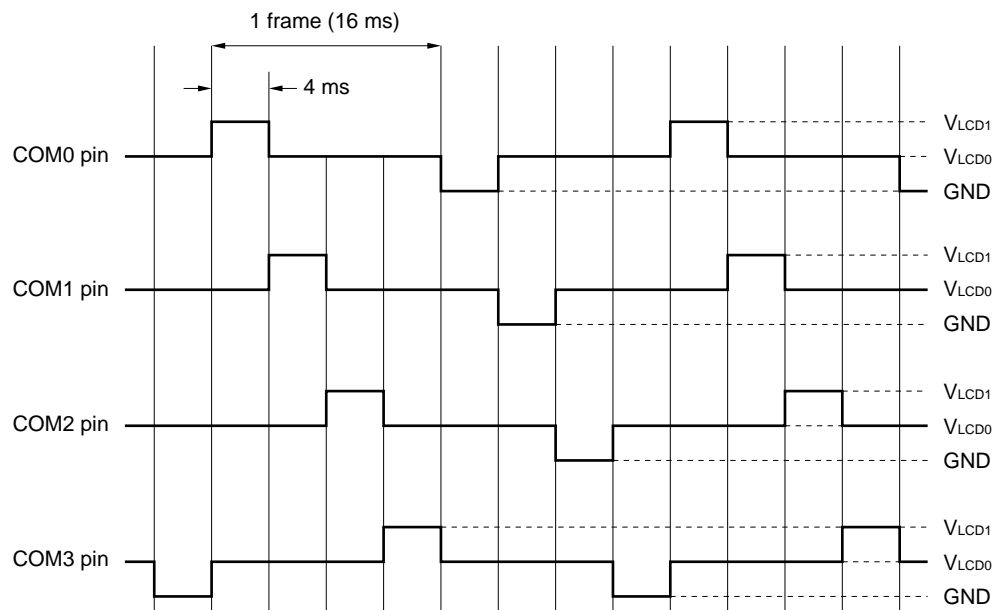 1 frame (16 ms)
4 ms
COM0 pin
VLCD1
VLCD0
GND
COM1 pin
VLCD1
VLCD0
GND
COM2 pin
VLCD1
VLCD0
GND
COM3 pin
VLCD1
VLCD0
GND